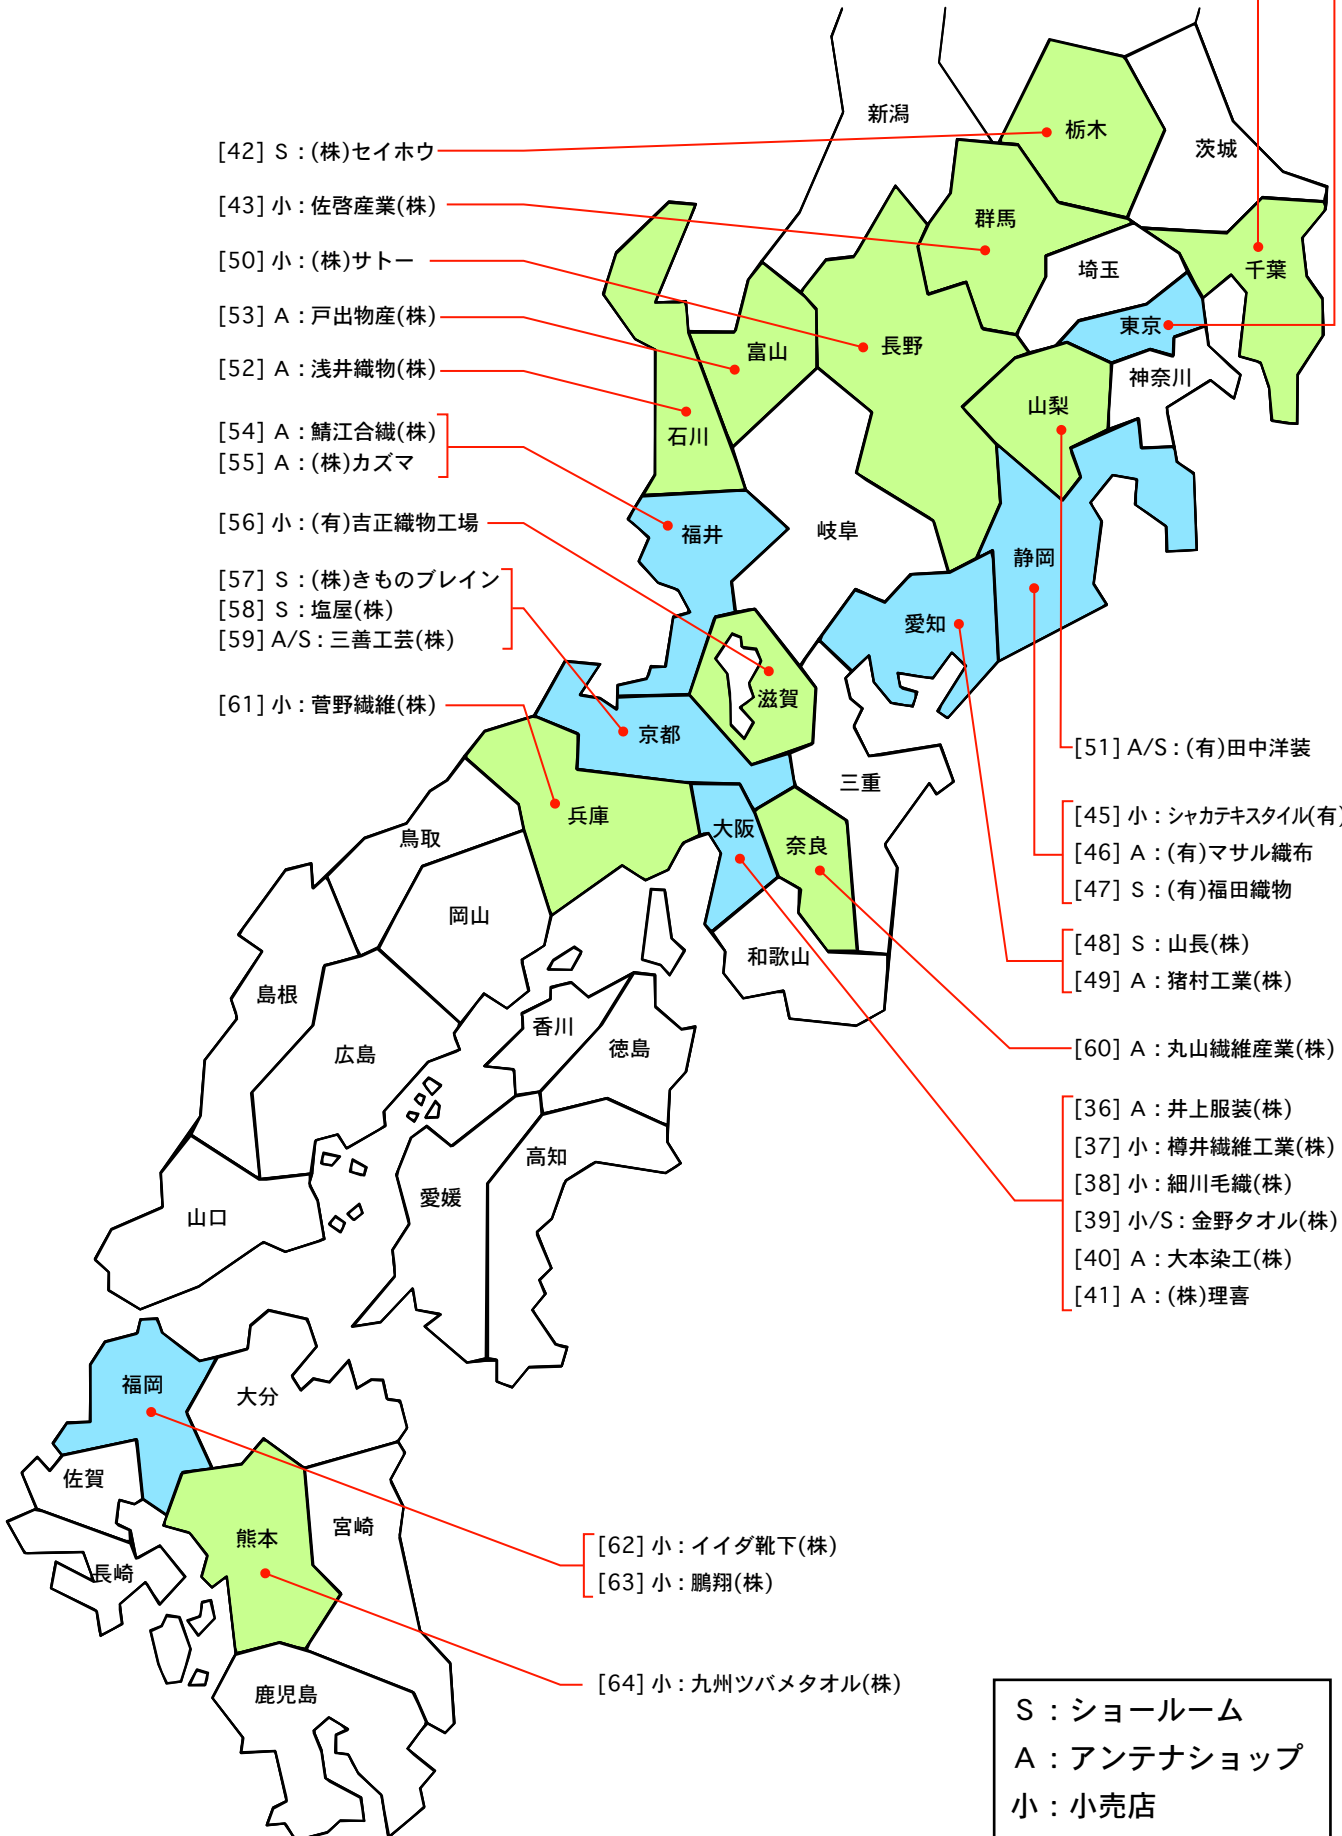 新潟
栃木
茨城
[42] S：(株)セイホウ
[43] 小：佐啓産業(株)
群馬
[50] 小：(株)サトー
埼玉
千葉
[53] A：戸出物産(株)
東京
富山
長野
[52] A：浅井織物(株)
神奈川
山梨
[54] A：鯖江合繊(株)
石川
[55] A：(株)カズマ
[56] 小：(有)吉正織物工場
福井
岐阜
静岡
[57] S：(株)きものブレイン
[58] S：塩屋(株)
愛知
[59] A/S：三善工芸(株)
滋賀
[61] 小：菅野繊維(株)
京都
[51] A/S：(有)田中洋装
三重
兵庫
大阪
[45] 小：シャカテキスタイル(有)
鳥取
奈良
[46] A：(有)マサル織布
[47] S：(有)福田織物
岡山
[48] S：山長(株)
和歌山
[49] A：猪村工業(株)
島根
香川
徳島
[60] A：丸山繊維産業(株)
広島
[36] A：井上服装(株)
高知
[37] 小：樽井繊維工業(株)
[38] 小：細川毛織(株)
愛媛
山口
[39] 小/S：金野タオル(株)
[40] A：大本染工(株)
[41] A：(株)理喜
福岡
大分
佐賀
宮崎
熊本
[62] 小：イイダ靴下(株)
長崎
[63] 小：鵬翔(株)
[64] 小：九州ツバメタオル(株)
鹿児島
S：ショールーム
A：アンテナショップ
小：小売店